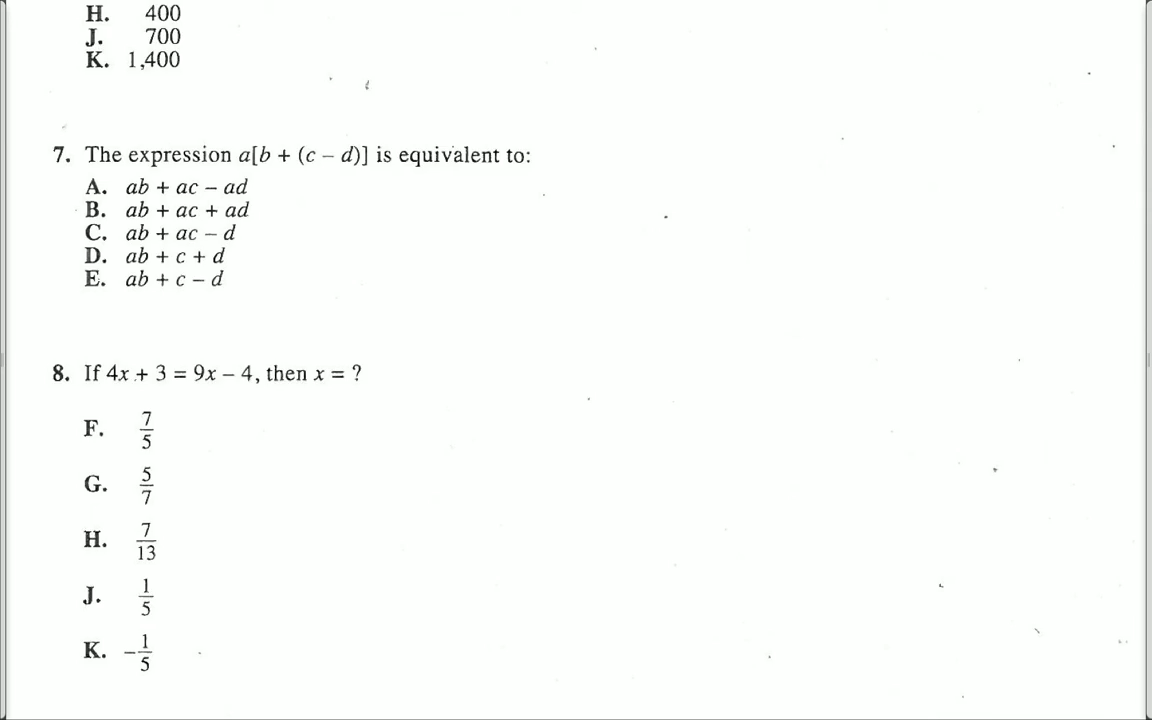 H. 400
J. 700
K. 1,400
7. The expression a[b + (c – d)] is equivalent to:
A. ab + ac – ad
B. ab + ac + ad
C. ab + ac – d
D. ab + c + d
E. ab + c – d
8. If 4x + 3 = 9x – 4, then x = ?
F. 7/5
G. 5/7
H. 7/13
J. 1/5
K. –1/5